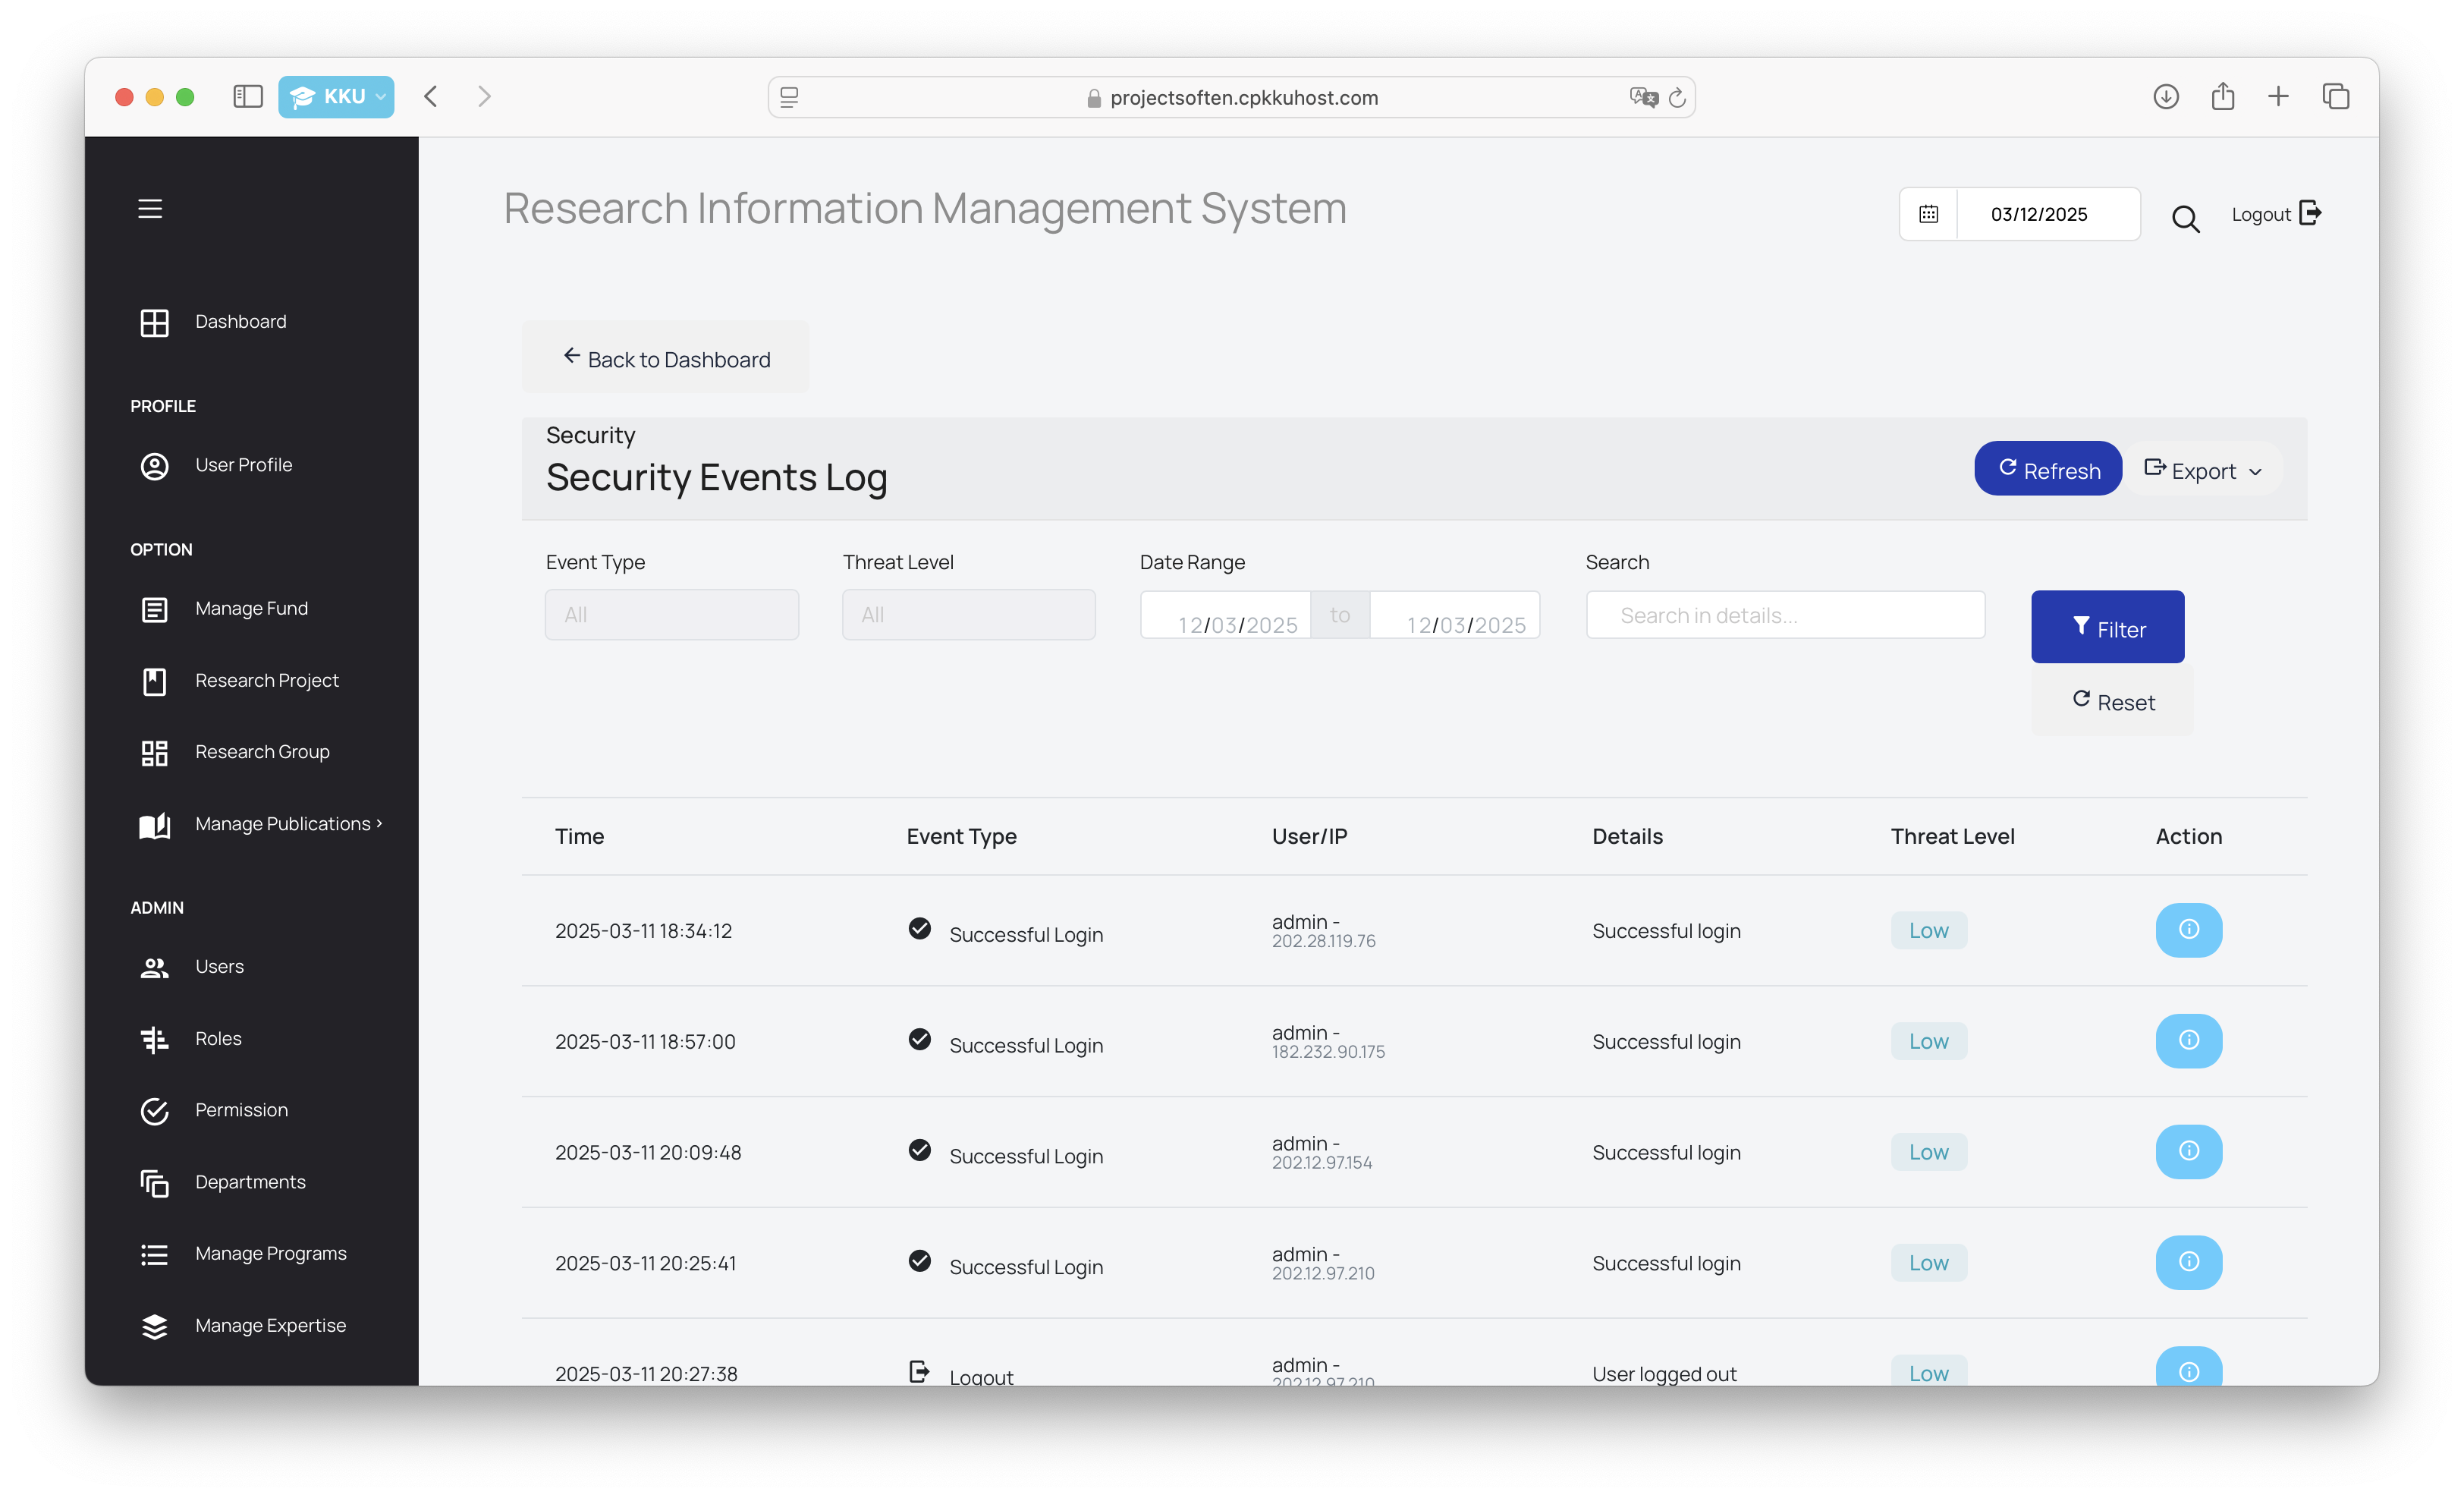 KKU
projectsoften.cpkkuhost.com
Research Information Management System
03/12/2025
Logout
Dashboard
PROFILE
User Profile
OPTION
Manage Fund
Research Project
Research Group
Manage Publications
ADMIN
Users
Roles
Permission
Departments
Manage Programs
Manage Expertise
Back to Dashboard
Security
Security Events Log
Refresh
Export
Event Type
Threat Level
Date Range
Search
All
All
12/03/2025 to 12/03/2025
Search in details...
Filter
Reset
Time Event Type User/IP Details Threat Level Action
2025-03-11 18:34:12 Successful Login admin - Successful login Low
202.28.119.76
2025-03-11 18:57:00 Successful Login admin - Successful login Low
182.232.90.175
2025-03-11 20:09:48 Successful Login admin - Successful login Low
202.12.97.154
2025-03-11 20:25:41 Successful Login admin - Successful login Low
202.12.97.210
2025-03-11 20:27:38 Logout admin - User logged out Low
202.12.97.210